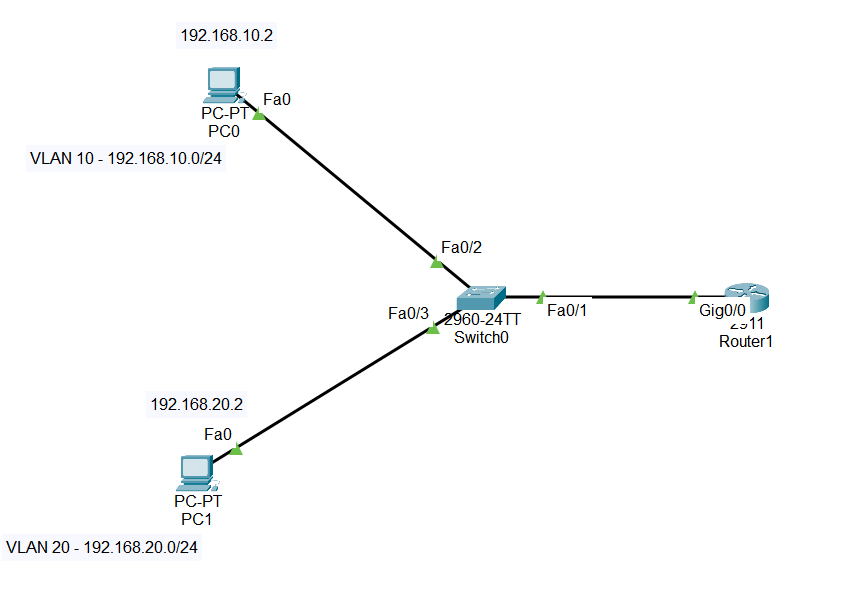 192.168.10.2
Fa0
PC-PT
PC0
VLAN 10 - 192.168.10.0/24
Fa0/2
Fa0/3
2960-24TT
Switch0
Fa0/1
Gig0/0
2911
Router1
192.168.20.2
Fa0
PC-PT
PC1
VLAN 20 - 192.168.20.0/24